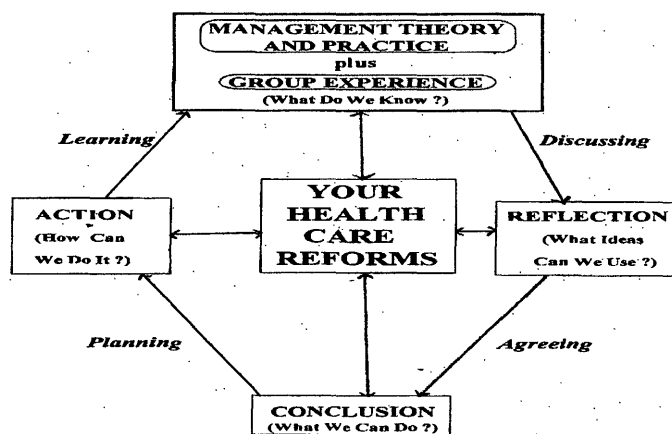 MANAGEMENT THEORY
AND PRACTICE
plus
GROUP EXPERIENCE
(What Do We Know ?)
Learning
Discussing
ACTION
(How Can
We Do It ?)
YOUR
HEALTH
CARE
REFORMS
REFLECTION
(What Ideas
Can We Use ?)
Planning
Agreeing
CONCLUSION
(What We Can Do ?)